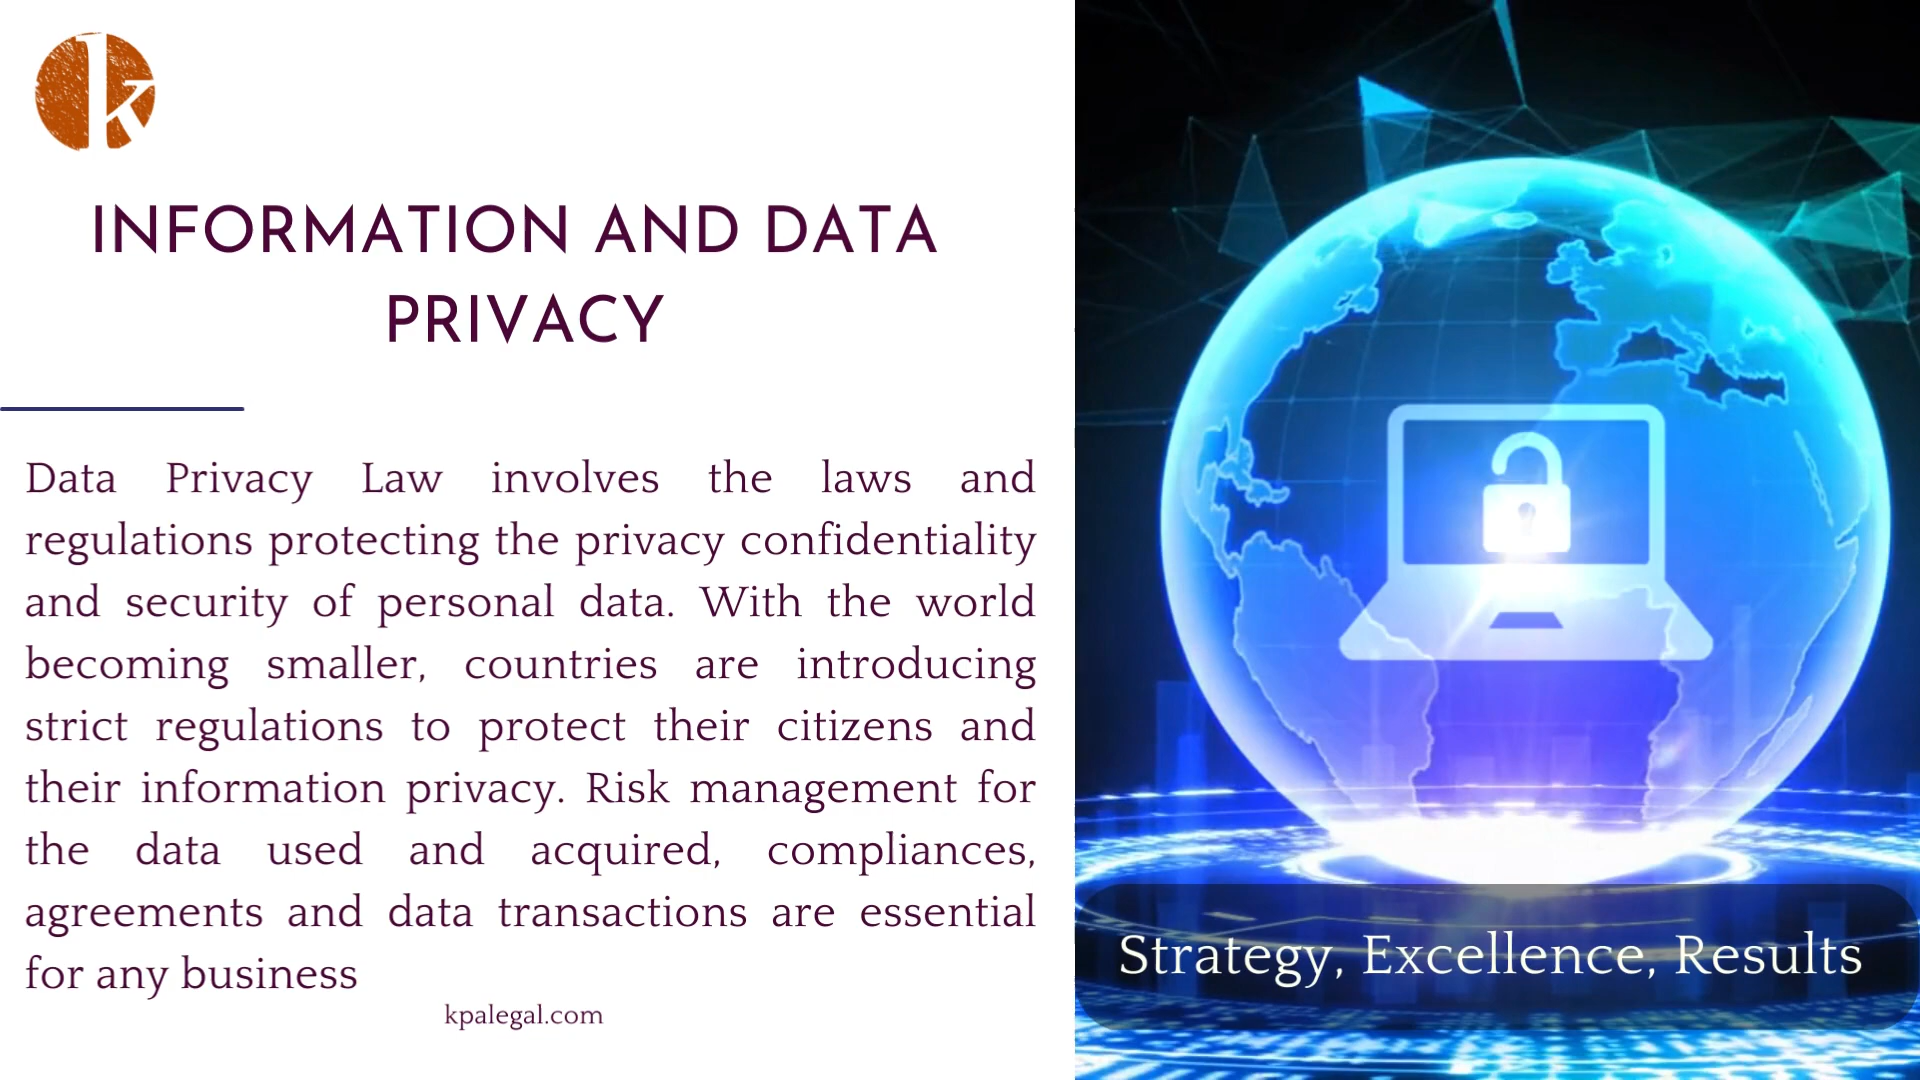 k
INFORMATION AND DATA
PRIVACY
Data Privacy Law involves the laws and
regulations protecting the privacy confidentiality
and security of personal data. With the world
becoming smaller, countries are introducing
strict regulations to protect their citizens and
their information privacy. Risk management for
the data used and acquired, compliances,
agreements and data transactions are essential
for any business
kpalegal.com
Strategy, Excellence, Results